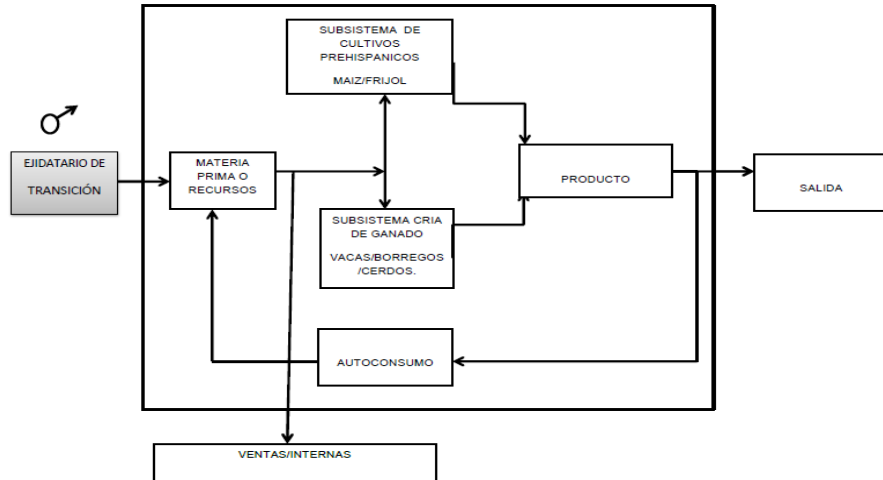 SUBSISTEMA DE
CULTIVOS
PREHISPANICOS
MAIZ/FRIJOL
EJIDATARIO DE
TRANSICIÓN
MATERIA
PRIMA O
RECURSOS
PRODUCTO
SALIDA
SUBSISTEMA CRIA
DE GANADO
VACAS/BORREGOS
/CERDOS.
AUTOCONSUMO
VENTAS/INTERNAS